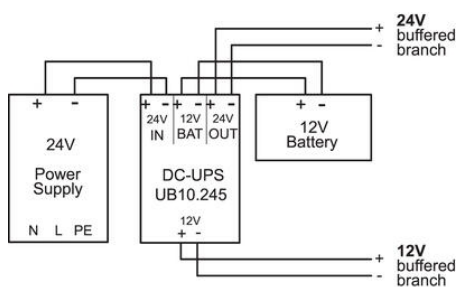 24V
+ buffered
- branch
+ -
24V
Power
Supply
N L PE
+ - + - + -
24V 12V 24V
IN BAT OUT
DC-UPS
UB10.245
12V
+ -
+ -
12V
Battery
12V
+ buffered
- branch